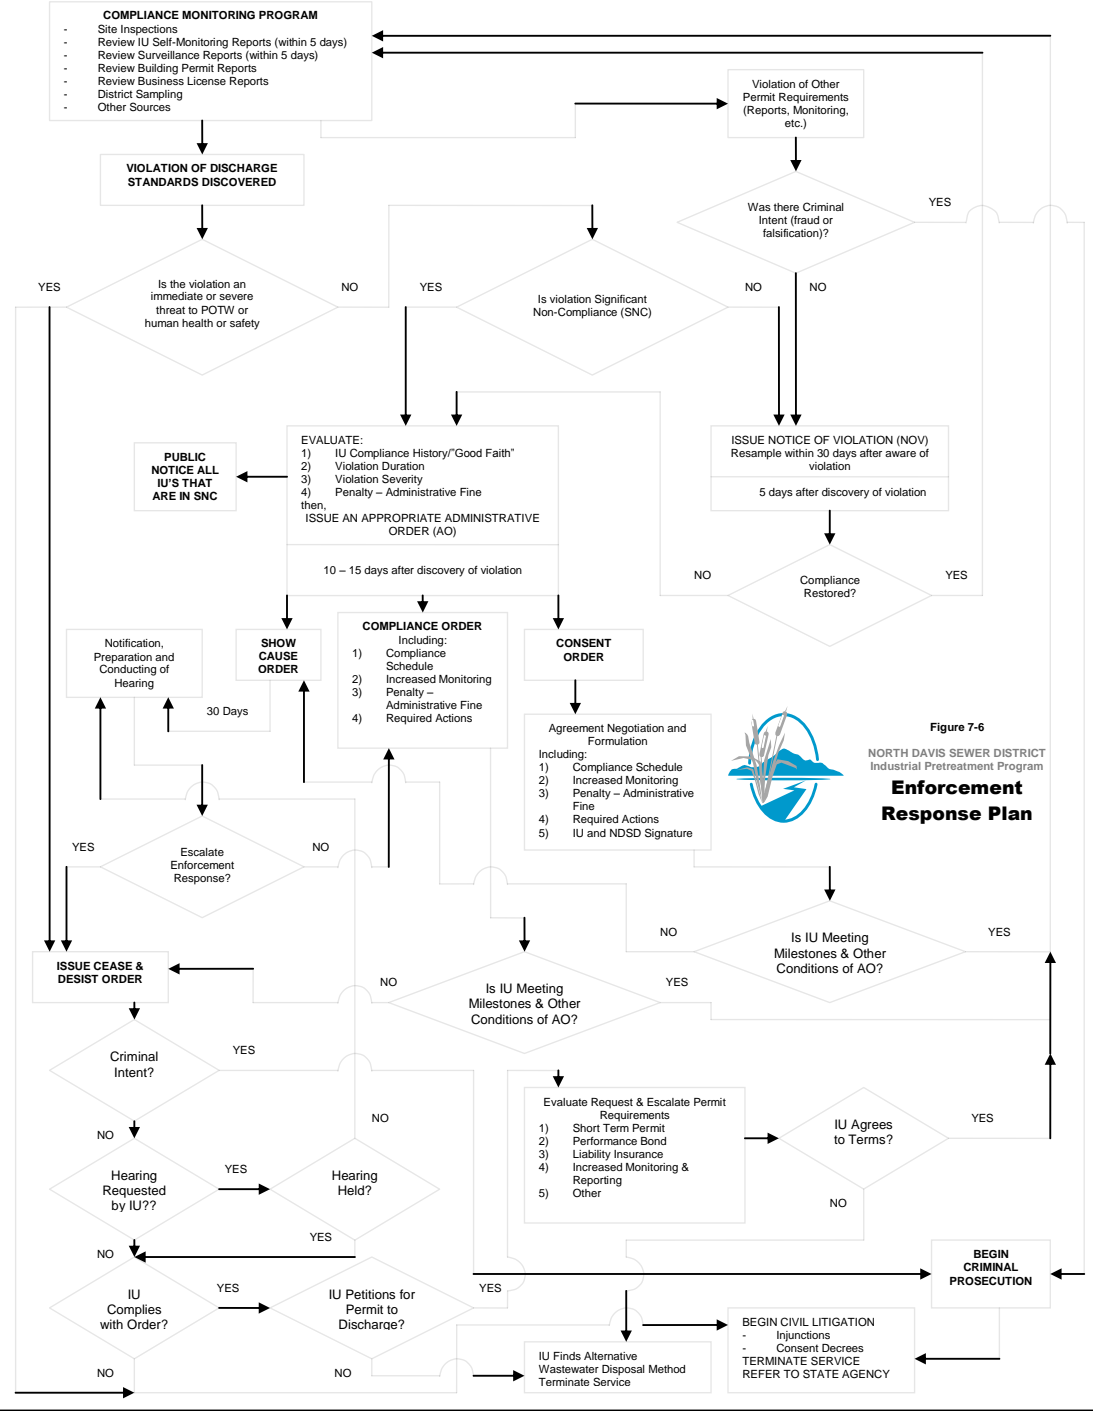 COMPLIANCE MONITORING PROGRAM
- Site Inspections
- Review IU Self-Monitoring Reports (within 5 days)
- Review Surveillance Reports (within 5 days)
- Review Building Permit Reports
- Review Business License Reports
- District Sampling
- Other Sources
Violation of Other
Permit Requirements
(Reports, Monitoring,
etc.)
VIOLATION OF DISCHARGE
STANDARDS DISCOVERED
Was there Criminal
Intent (fraud or
falsification)?
YES
NO
YES
Is the violation an
immediate or severe
threat to POTW or
human health or safety
NO
YES
Is violation Significant
Non-Compliance (SNC)
NO
PUBLIC
NOTICE ALL
IU'S THAT
ARE IN SNC
EVALUATE:
1) IU Compliance History/"Good Faith"
2) Violation Duration
3) Violation Severity
4) Penalty – Administrative Fine
then,
ISSUE AN APPROPRIATE ADMINISTRATIVE
ORDER (AO)
10 – 15 days after discovery of violation
ISSUE NOTICE OF VIOLATION (NOV)
Resample within 30 days after aware of
violation
5 days after discovery of violation
NO
Compliance
Restored?
YES
Notification,
Preparation and
Conducting of
Hearing
SHOW
CAUSE
ORDER
30 Days
COMPLIANCE ORDER
Including:
1) Compliance
Schedule
2) Increased Monitoring
3) Penalty –
Administrative Fine
4) Required Actions
CONSENT
ORDER
Agreement Negotiation and
Formulation
Including:
1) Compliance Schedule
2) Increased Monitoring
3) Penalty – Administrative
Fine
4) Required Actions
5) IU and NDSD Signature
Figure 7-6
NORTH DAVIS SEWER DISTRICT
Industrial Pretreatment Program
Enforcement
Response Plan
YES
Escalate
Enforcement
Response?
NO
NO
Is IU Meeting
Milestones & Other
Conditions of AO?
YES
ISSUE CEASE &
DESIST ORDER
NO
Is IU Meeting
Milestones & Other
Conditions of AO?
YES
Criminal
Intent?
YES
NO
Hearing
Requested
by IU??
YES
NO
Hearing
Held?
NO
YES
Evaluate Request & Escalate Permit
Requirements
1) Short Term Permit
2) Performance Bond
3) Liability Insurance
4) Increased Monitoring &
Reporting
5) Other
IU Agrees
to Terms?
YES
NO
IU
Complies
with Order?
YES
NO
IU Petitions for
Permit to
Discharge?
YES
NO
BEGIN
CRIMINAL
PROSECUTION
IU Finds Alternative
Wastewater Disposal Method
Terminate Service
BEGIN CIVIL LITIGATION
- Injunctions
- Consent Decrees
TERMINATE SERVICE
REFER TO STATE AGENCY